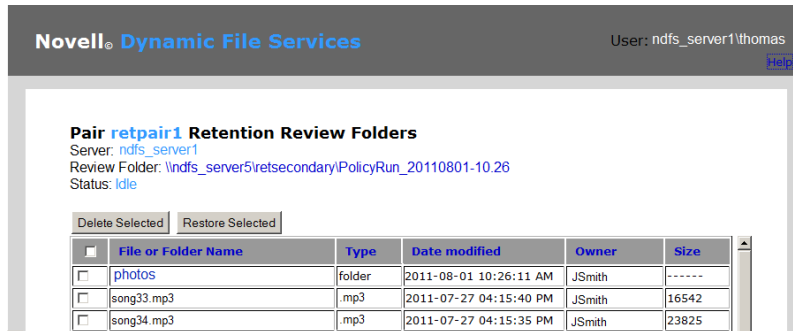 Novell® Dynamic File Services
User: ndfs_server1\thomas
Help
Pair retpair1 Retention Review Folders
Server: ndfs_server1
Review Folder: \\ndfs_server5\retsecondary\PolicyRun_20110801-10.26
Status: Idle
Delete Selected Restore Selected
File or Folder Name Type Date modified Owner Size
photos folder 2011-08-01 10:26:11 AM JSmith ------
song33.mp3 .mp3 2011-07-27 04:15:40 PM JSmith 16542
song34.mp3 .mp3 2011-07-27 04:15:35 PM JSmith 23825